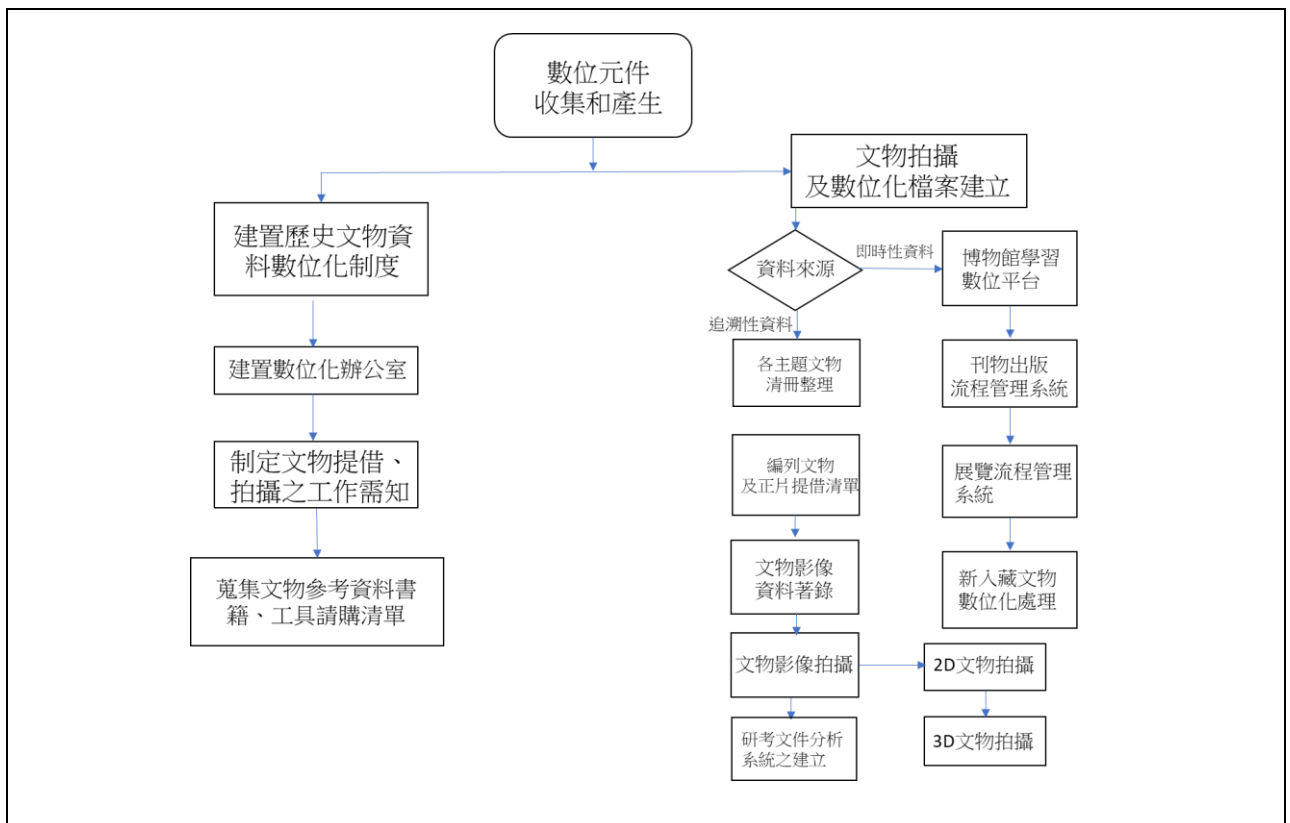 數位元件
收集和產生
文物拍攝
及數位化檔案建立
建置歷史文物資
料數位化制度
資料來源
即時性資料
博物館學習
數位平台
追溯性資料
建置數位化辦公室
各主題文物
清冊整理
刊物出版
流程管理系統
制定文物提借、
拍攝之工作需知
編列文物
及正片提借清單
展覽流程管理
系統
蒐集文物參考資料書
籍、工具請購清單
文物影像
資料著錄
新入藏文物
數位化處理
文物影像拍攝
2D文物拍攝
研考文件分析
系統之建立
3D文物拍攝